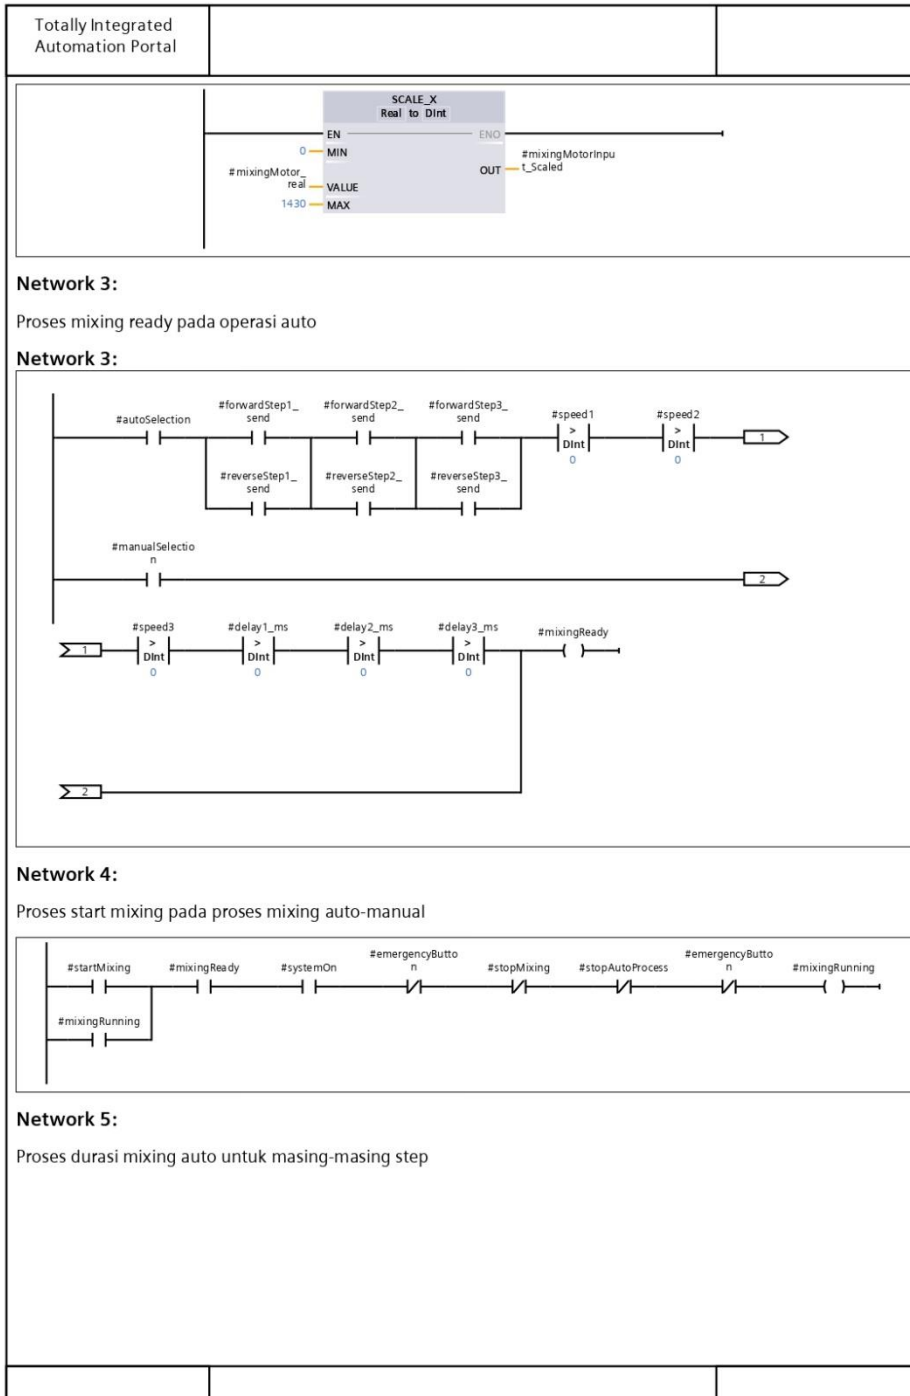 Totally Integrated
Automation Portal
SCALE_X
Real to DInt
EN
ENO
0
MIN
#mixingMotorInpu
t_Scaled
OUT
#mixingMotor_
real
VALUE
1430
MAX
Network 3:
Proses mixing ready pada operasi auto
Network 3:
#autoSelection
#forwardStep1_
send
#forwardStep2_
send
#forwardStep3_
send
#speed1
>
DInt
0
#speed2
>
DInt
0
1
#reverseStep1_
send
#reverseStep2_
send
#reverseStep3_
send
#manualSelectio
n
2
1
#speed3
>
DInt
0
#delay1_ms
>
DInt
0
#delay2_ms
>
DInt
0
#delay3_ms
>
DInt
0
#mixingReady
2
Network 4:
Proses start mixing pada proses mixing auto-manual
#startMixing
#mixingReady
#systemOn
#emergencyButto
n
#stopMixing
#stopAutoProcess
#emergencyButto
n
#mixingRunning
#mixingRunning
Network 5:
Proses durasi mixing auto untuk masing-masing step